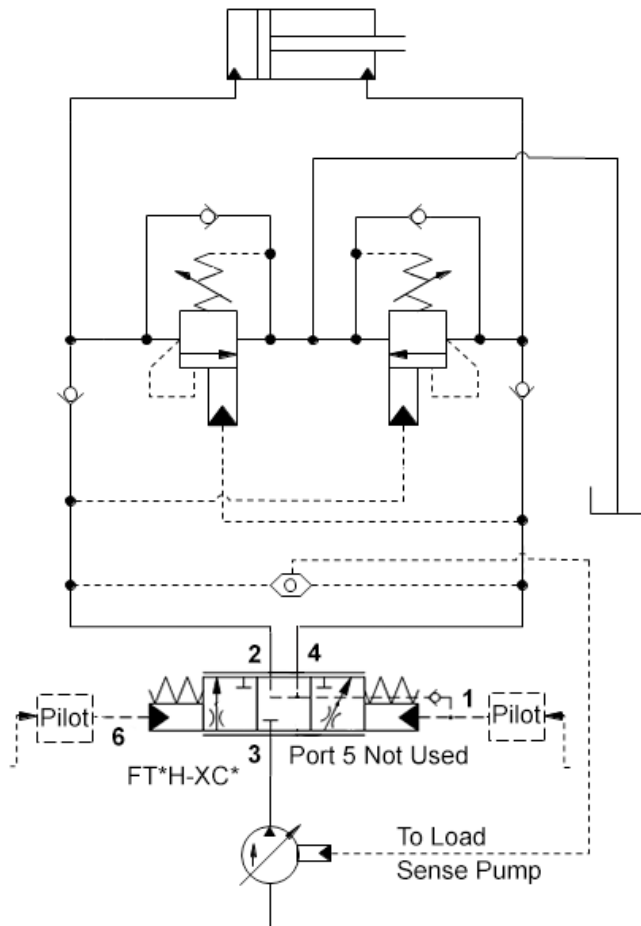 2
4
1
Pilot
Pilot
6
3
Port 5 Not Used
FT*H-XC*
To Load
Sense Pump